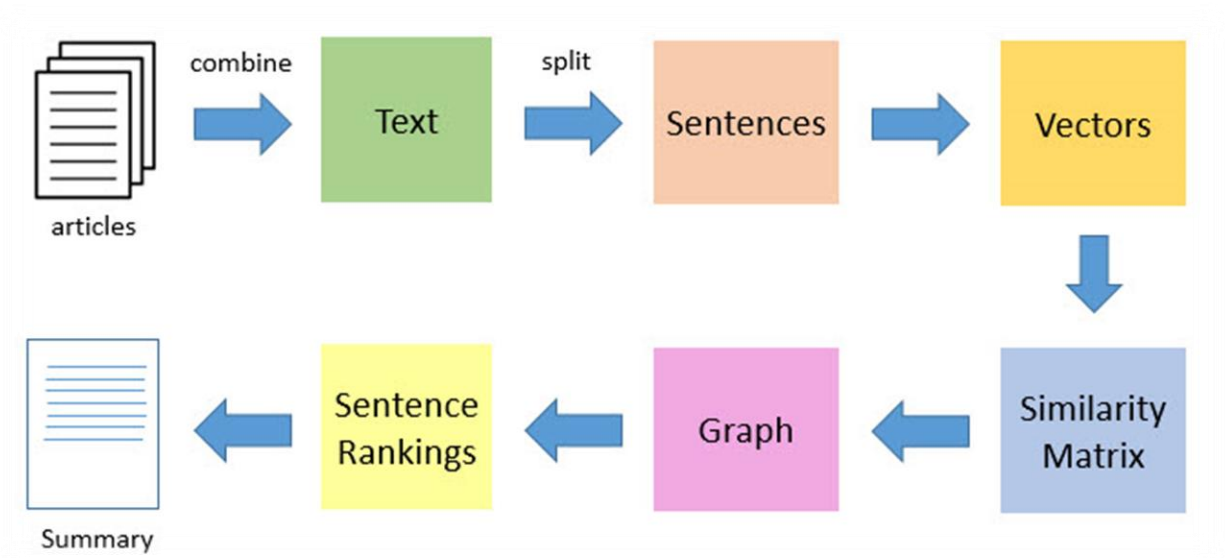 combine
split
Text
Sentences
Vectors
articles
Similarity
Matrix
Graph
Sentence
Rankings
Summary